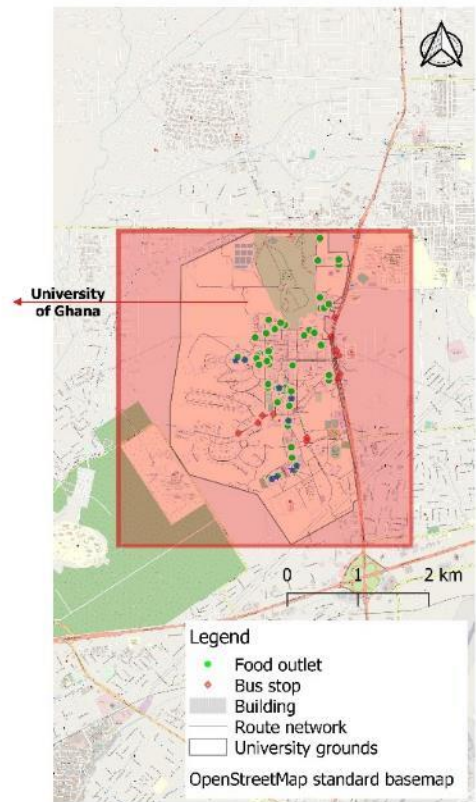 University
of Ghana
0 1 2 km
Legend
Food outlet
Bus stop
Building
Route network
University grounds
OpenStreetMap standard basemap